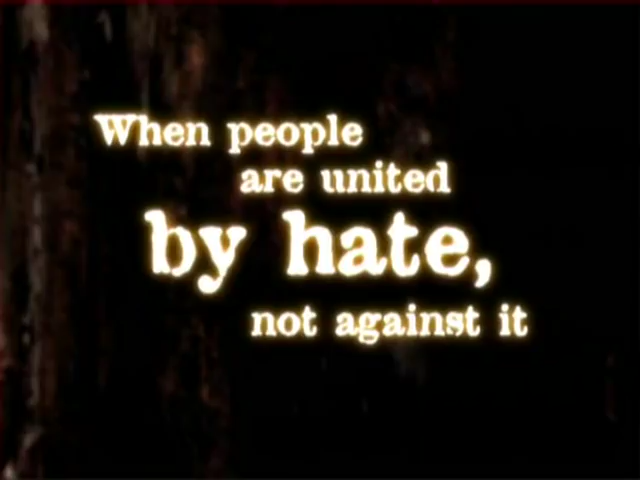 When people
are united
by hate,
not against it